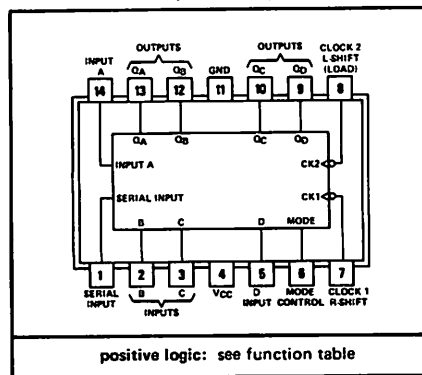 OUTPUTS OUTPUTS CLOCK 2
INPUT L-SHIFT
A QA QB GND QC QD (LOAD)
14 13 12 11 10 9 8
QA QB QC QD
INPUT A CK2
SERIAL INPUT CK1
B C D MODE
1 2 3 4 5 6 7
SERIAL B C VCC D MODE CLOCK 1
INPUT INPUTS INPUT CONTROL R-SHIFT
positive logic: see function table